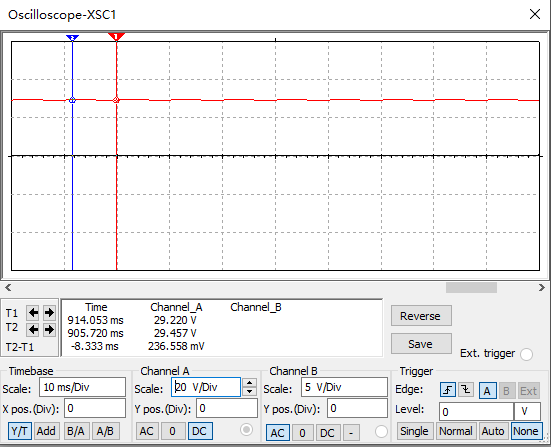 Oscilloscope-XSC1
2 1
T1
T2
T2-T1
Time Channel_A Channel_B
914.053 ms 29.220 V
905.720 ms 29.457 V
-8.333 ms 236.558 mV
Reverse
Save
Ext. trigger
Timebase
Scale: 10 ms/Div
X pos.(Div): 0
Y/T Add B/A A/B
Channel A
Scale: 20 V/Div
Y pos.(Div): 0
AC 0 DC
Channel B
Scale: 5 V/Div
Y pos.(Div): 0
AC 0 DC -
Trigger
Edge: A B Ext
Level: 0 V
Single Normal Auto None